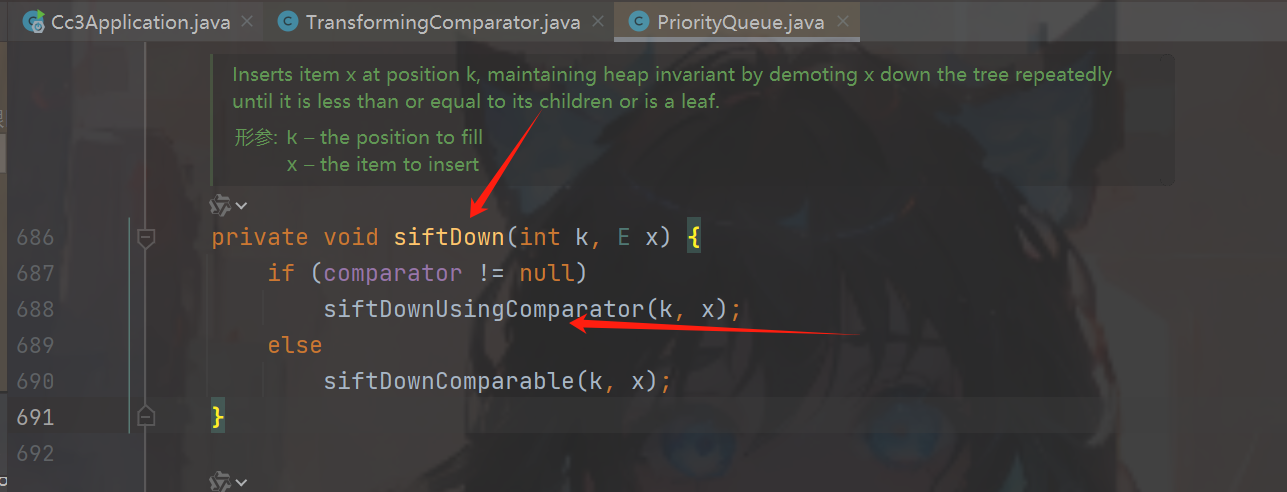 Cc3Application.java TransformingComparator.java PriorityQueue.java
Inserts item x at position k, maintaining heap invariant by demoting x down the tree repeatedly
until it is less than or equal to its children or is a leaf.
形参: k – the position to fill
x – the item to insert
686 private void siftDown(int k, E x) {
687 if (comparator != null)
688 siftDownUsingComparator(k, x);
689 else
690 siftDownComparable(k, x);
691 }
692